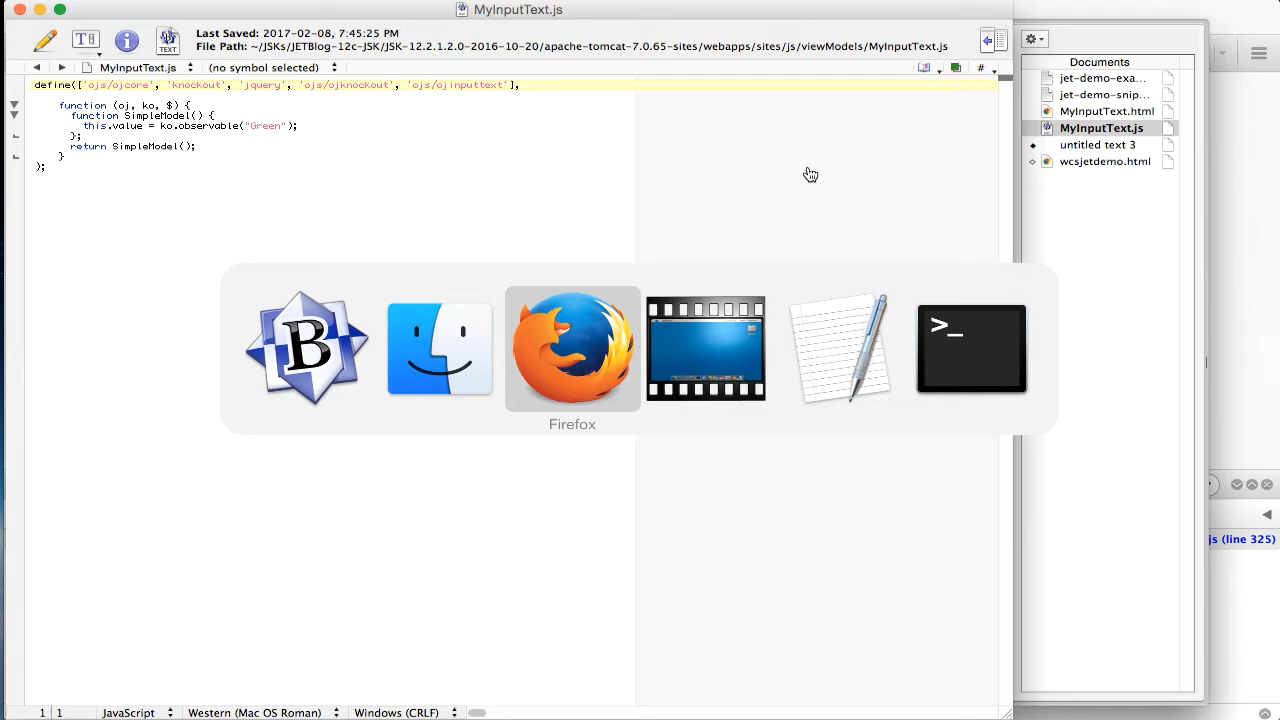 MyInputText.js
Last Saved: 2017-02-08, 7:45:25 PM
File Path: ~/JSKs/JETBlog-12c-JSK/JSK-12.2.1.2.0-2016-10-20/apache-tomcat-7.0.65-sites/webapps/sites/js/viewModels/MyInputText.js
TEXT
MyInputText.js
(no symbol selected)
#
define(['ojs/ojcore', 'knockout', 'jquery', 'ojs/ojknockout', 'ojs/ojinputtext'],
function (oj, ko, $) {
function SimpleModel() {
this.value = ko.observable("Green");
};
return SimpleModel();
}
);
Documents
jet-demo-exa...
jet-demo-snip...
MyInputText.html
MyInputText.js
untitled text 3
wcsjetdemo.html
B
>_
Firefox
js (line 325)
1 1
JavaScript
Western (Mac OS Roman)
Windows (CRLF)